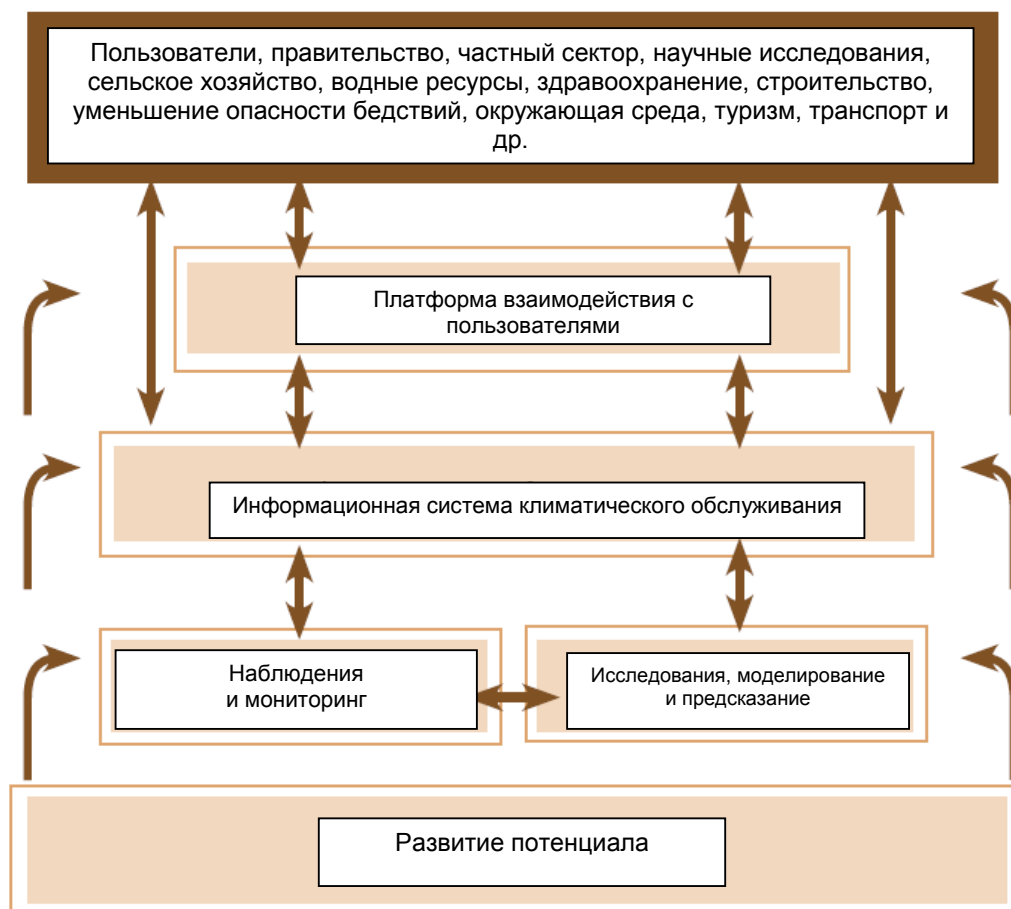 Пользователи, правительство, частный сектор, научные исследования,
сельское хозяйство, водные ресурсы, здравоохранение, строительство,
уменьшение опасности бедствий, окружающая среда, туризм, транспорт и
др.
Платформа взаимодействия с
пользователями
Информационная система климатического обслуживания
Наблюдения
и мониторинг
Исследования, моделирование
и предсказание
Развитие потенциала